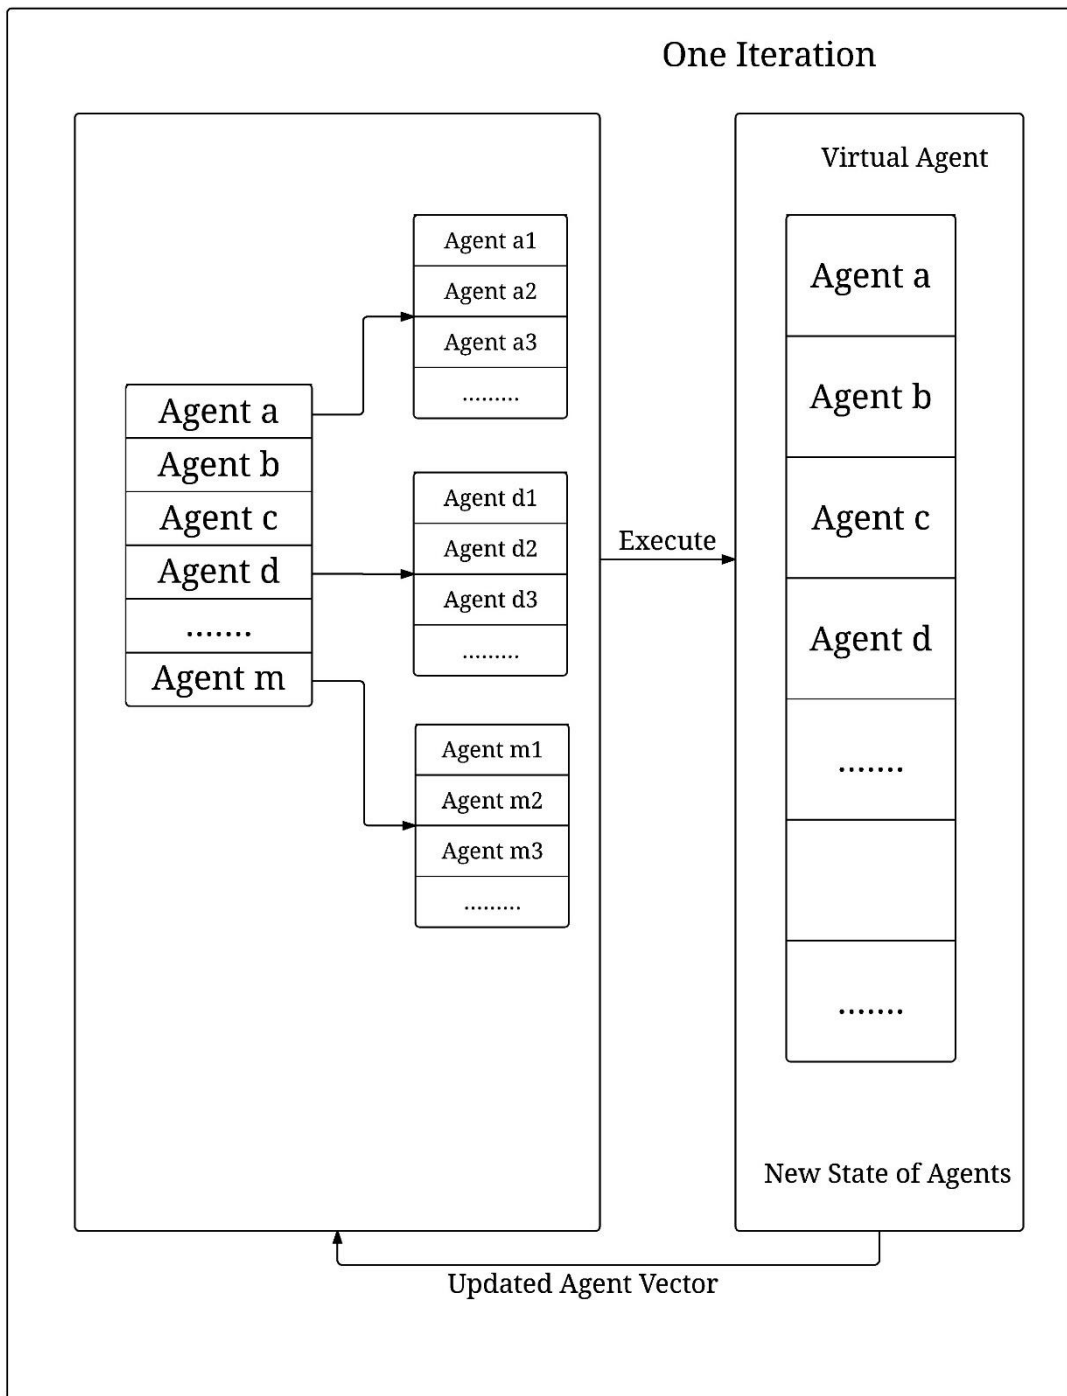 One Iteration
Agent a
Agent b
Agent c
Agent d
.......
Agent m
Agent a1
Agent a2
Agent a3
.........
Agent d1
Agent d2
Agent d3
.........
Agent m1
Agent m2
Agent m3
.........
Execute
Virtual Agent
Agent a
Agent b
Agent c
Agent d
.......
.......
New State of Agents
Updated Agent Vector